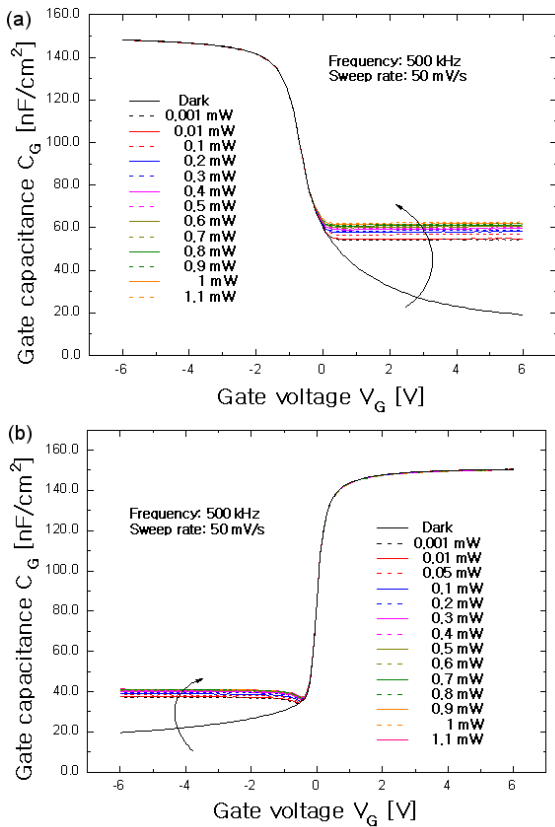 (a)
160.0
140.0
120.0
100.0
80.0
60.0
40.0
20.0
0.0
Gate capacitance C_G [nF/cm²]
Frequency: 500 kHz
Sweep rate: 50 mV/s
Dark
0.001 mW
0.01 mW
0.1 mW
0.2 mW
0.3 mW
0.4 mW
0.5 mW
0.6 mW
0.7 mW
0.8 mW
0.9 mW
1 mW
1.1 mW
-6 -4 -2 0 2 4 6
Gate voltage V_G [V]
(b)
160.0
140.0
120.0
100.0
80.0
60.0
40.0
20.0
0.0
Gate capacitance C_G [nF/cm²]
Frequency: 500 kHz
Sweep rate: 50 mV/s
Dark
0.001 mW
0.01 mW
0.05 mW
0.1 mW
0.2 mW
0.3 mW
0.4 mW
0.5 mW
0.6 mW
0.7 mW
0.8 mW
0.9 mW
1 mW
1.1 mW
-6 -4 -2 0 2 4 6
Gate voltage V_G [V]